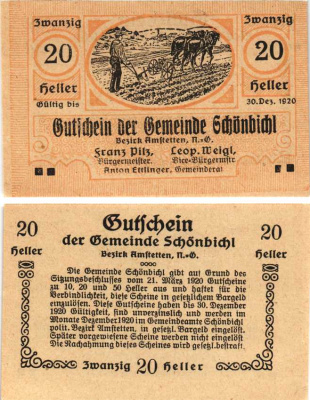 Zwanzig Zwanzig
20 20
Heller Heller
Gültig bis 30. Dez. 1920
Gutschein der Gemeinde Schönbichl
Bezirk Amstetten, N.-Ö.
Franz Pilz, Leop. Weigl,
Bürgermeister. Vice-Bürgermstr
Anton Ettlinger, Gemeinderat
20 Gutschein 20
Heller der Gemeinde Schönbichl Heller
Bezirk Amstetten, N.-Ö.
Die Gemeinde Schönbichl gibt auf Grund des
Sitzungsbeschlusses vom 21. März 1920 Gutscheine
zu 10, 20 und 50 Heller aus und haftet für die
Verbindlichkeit, diese Scheine in gesetzlichem Bargeld
einzulösen. Diese Gutscheine haben bis 30. Dezember
1920 Gültigkeit, sind unverzinslich und werden im
Monate Dezember 1920 im Gemeindeamte Schönbichl
polit. Bezirk Amstetten, in Bargeld eingelöst.
Später vorgewiesene Scheine werden nicht eingelöst.
Die Nachahmung dieses Scheines wird gesetzl. bestraft.
Zwanzig 20 Heller